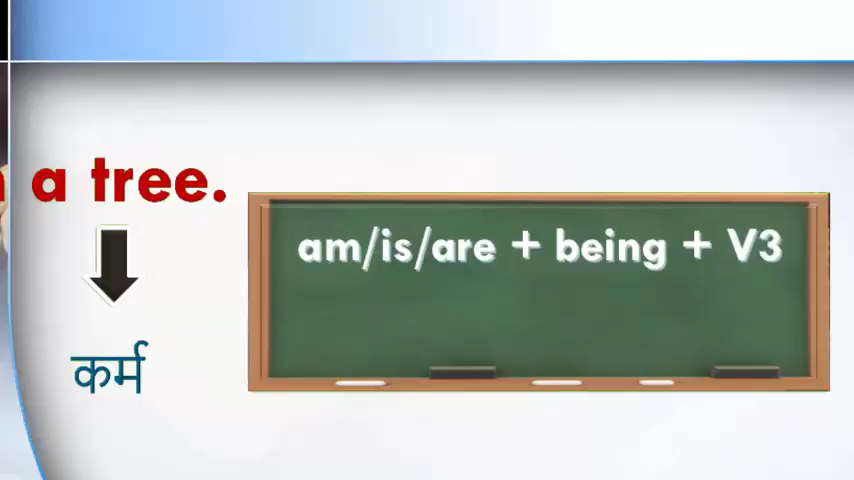 a tree.
am/is/are + being + V3
कर्म